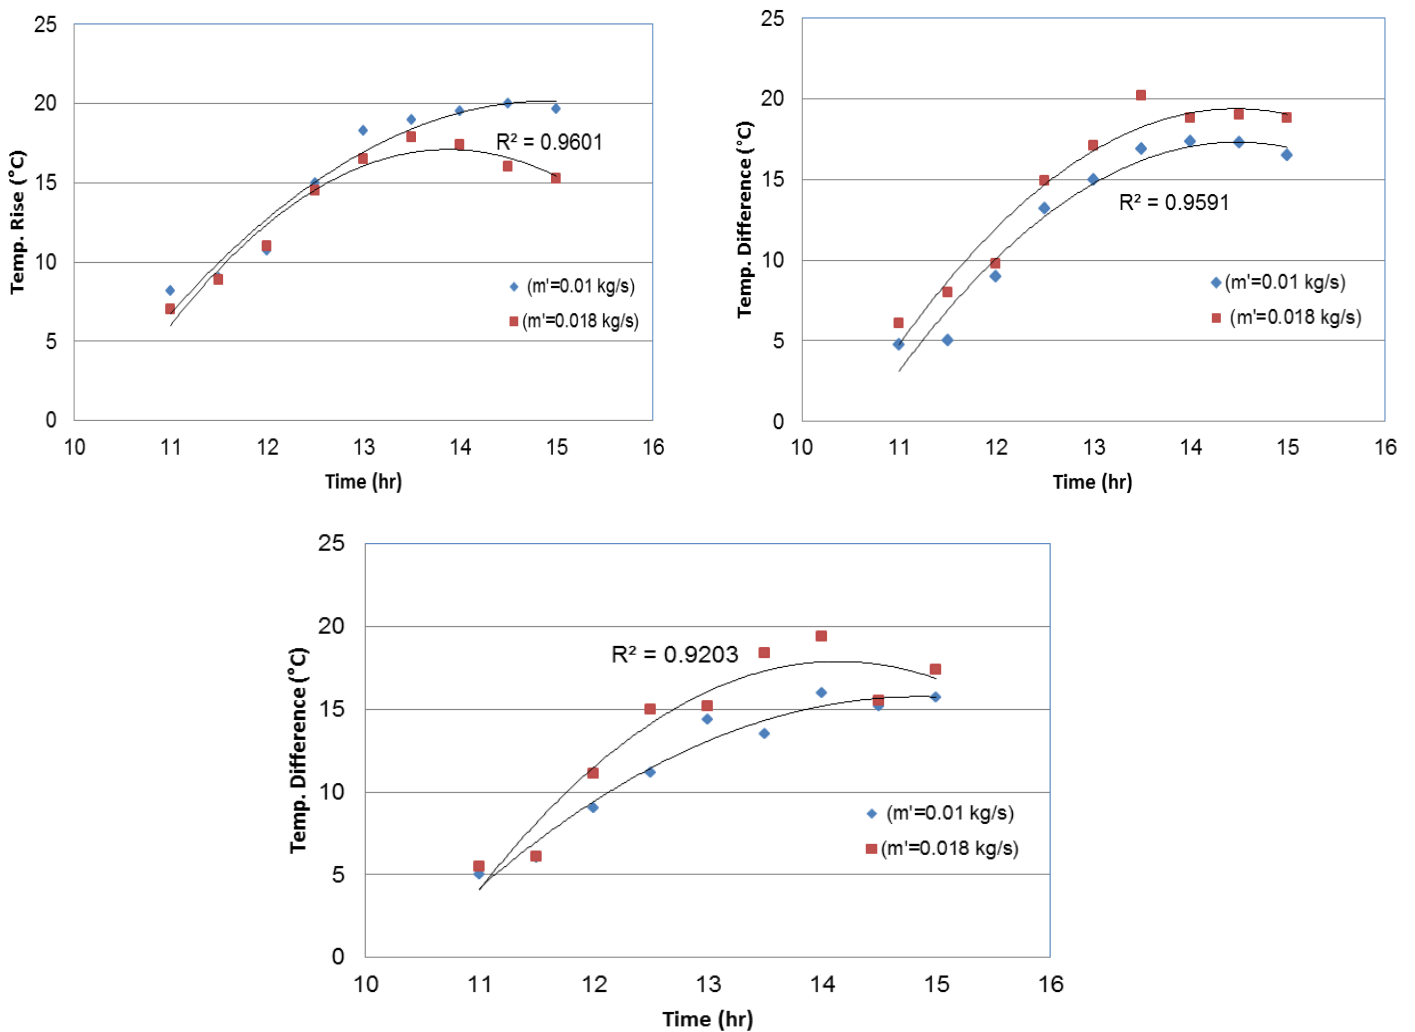 25
20
15
10
5
0
Temp. Rise (°C)
R² = 0.9601
(m'=0.01 kg/s)
(m'=0.018 kg/s)
10 11 12 13 14 15 16
Time (hr)
25
20
15
10
5
0
Temp. Difference (°C)
R² = 0.9591
(m'=0.01 kg/s)
(m'=0.018 kg/s)
10 11 12 13 14 15 16
Time (hr)
25
20
15
10
5
0
Temp. Difference (°C)
R² = 0.9203
(m'=0.01 kg/s)
(m'=0.018 kg/s)
10 11 12 13 14 15 16
Time (hr)